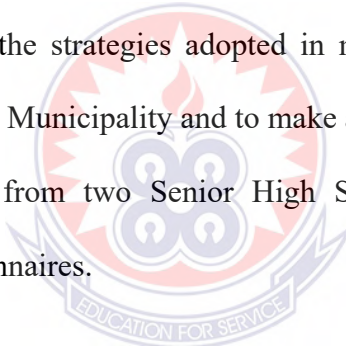 the strategies adopted in
Municipality and to make
from two Senior High S
nnaires.
EDUCATION FOR SERVICE